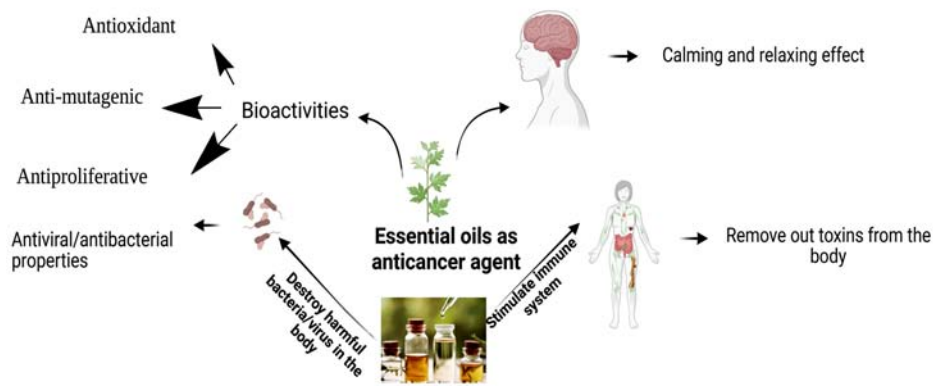 Antioxidant
Anti-mutagenic
Bioactivities
Antiproliferative
Antiviral/antibacterial
properties
Calming and relaxing effect
Essential oils as
anticancer agent
Destroy harmful
bacteria/virus in the
body
Stimulate immune
system
Remove out toxins from the
body